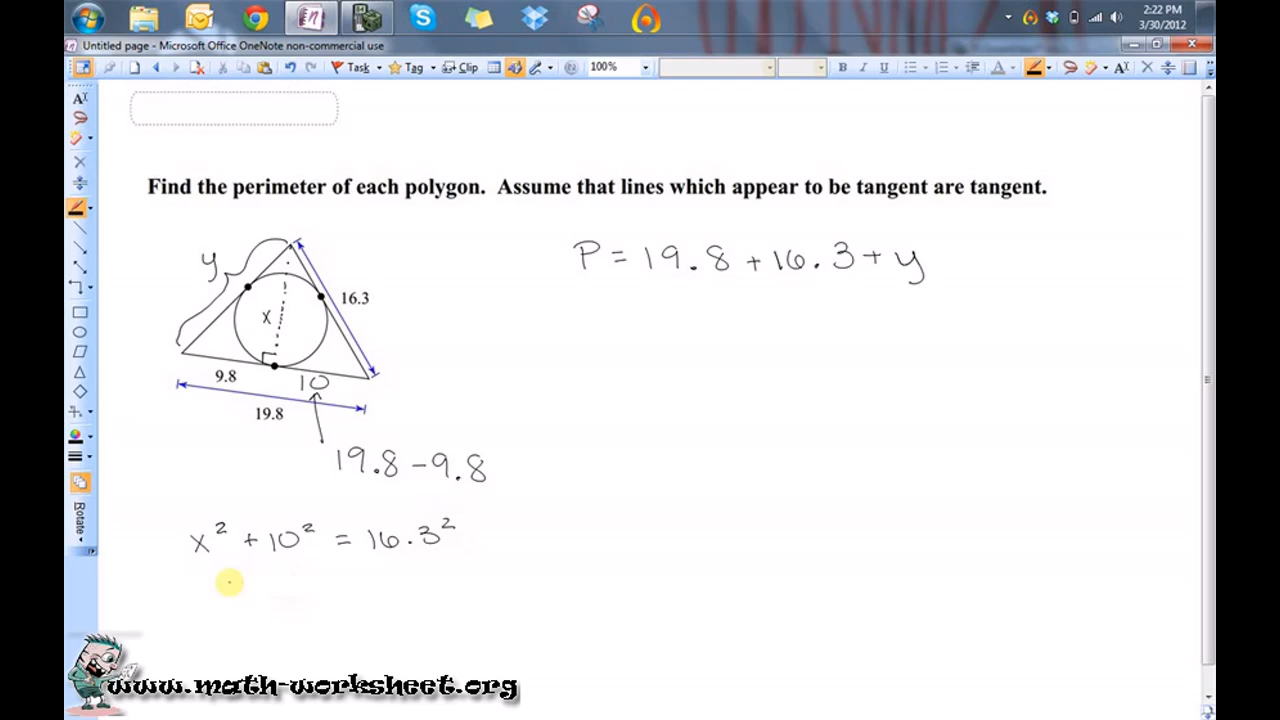 2:22 PM
3/30/2012
Untitled page - Microsoft Office OneNote non-commercial use
Task Tag Clip 100% B I U A
Find the perimeter of each polygon. Assume that lines which appear to be tangent are tangent.
P = 19.8 + 16.3 + y
y
16.3
x
9.8
10
19.8
19.8 - 9.8
x² + 10² = 16.3²
Rotate
www.math-worksheet.org